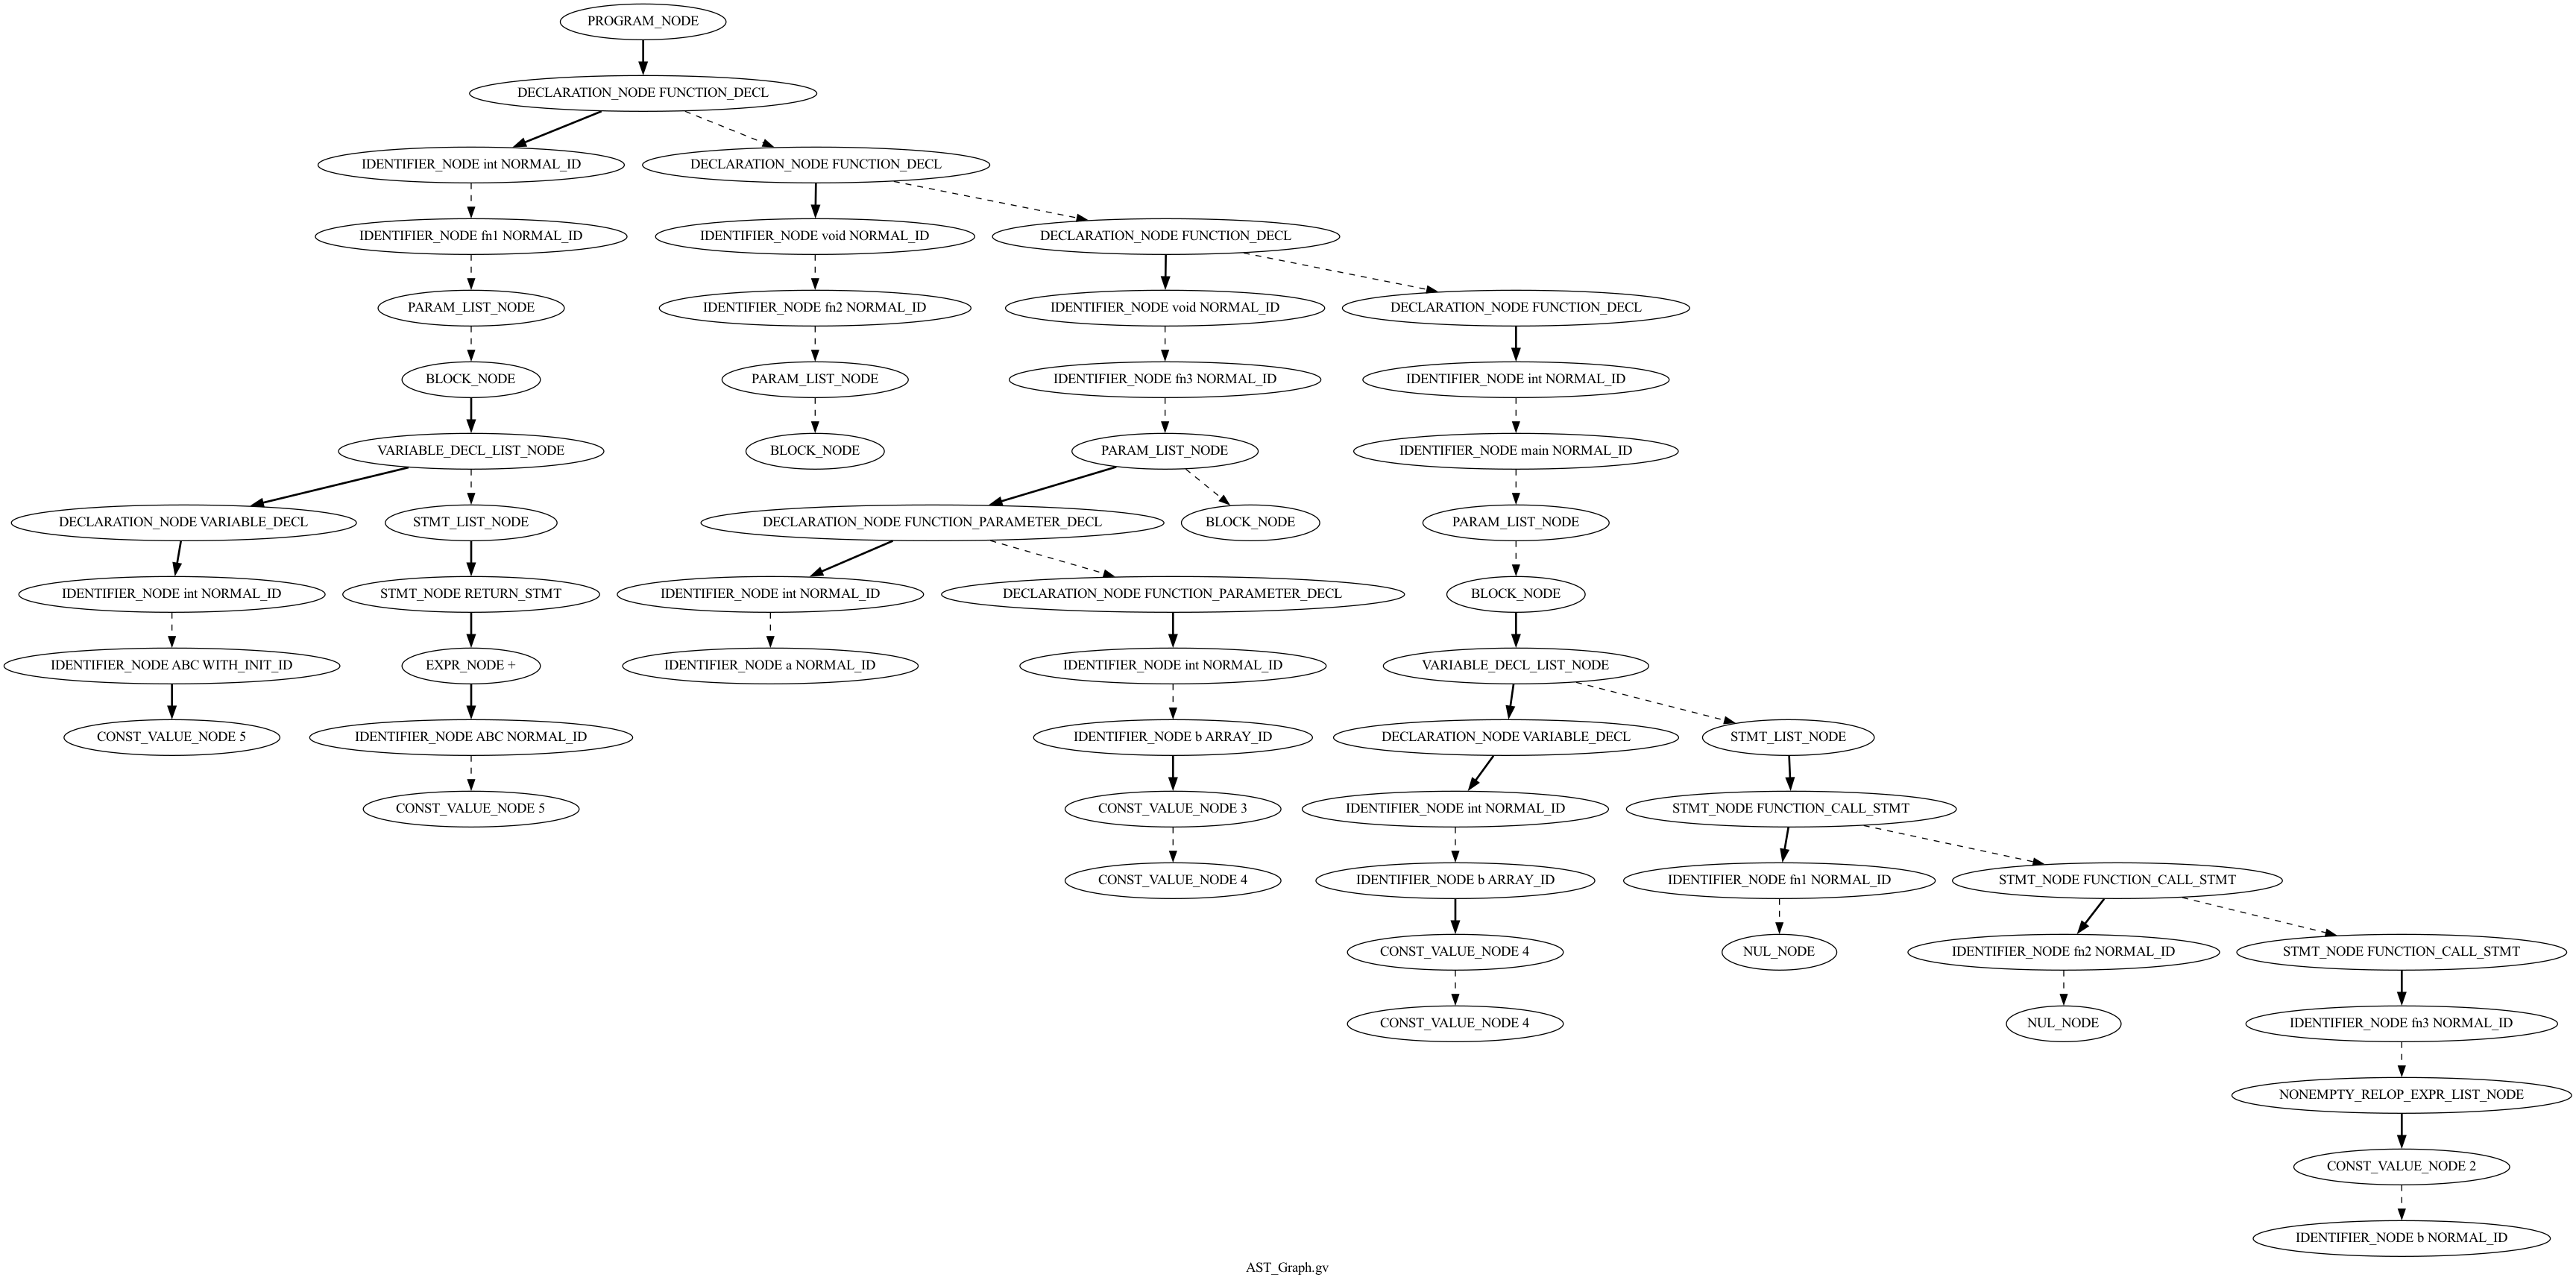 PROGRAM_NODE
DECLARATION_NODE FUNCTION_DECL
IDENTIFIER_NODE int NORMAL_ID
DECLARATION_NODE FUNCTION_DECL
IDENTIFIER_NODE fn1 NORMAL_ID
IDENTIFIER_NODE void NORMAL_ID
DECLARATION_NODE FUNCTION_DECL
PARAM_LIST_NODE
IDENTIFIER_NODE fn2 NORMAL_ID
IDENTIFIER_NODE void NORMAL_ID
DECLARATION_NODE FUNCTION_DECL
BLOCK_NODE
PARAM_LIST_NODE
IDENTIFIER_NODE fn3 NORMAL_ID
IDENTIFIER_NODE int NORMAL_ID
VARIABLE_DECL_LIST_NODE
BLOCK_NODE
PARAM_LIST_NODE
IDENTIFIER_NODE main NORMAL_ID
DECLARATION_NODE VARIABLE_DECL
STMT_LIST_NODE
DECLARATION_NODE FUNCTION_PARAMETER_DECL
BLOCK_NODE
PARAM_LIST_NODE
IDENTIFIER_NODE int NORMAL_ID
STMT_NODE RETURN_STMT
IDENTIFIER_NODE int NORMAL_ID
DECLARATION_NODE FUNCTION_PARAMETER_DECL
BLOCK_NODE
IDENTIFIER_NODE ABC WITH_INIT_ID
EXPR_NODE +
IDENTIFIER_NODE a NORMAL_ID
IDENTIFIER_NODE int NORMAL_ID
VARIABLE_DECL_LIST_NODE
CONST_VALUE_NODE 5
IDENTIFIER_NODE ABC NORMAL_ID
IDENTIFIER_NODE b ARRAY_ID
DECLARATION_NODE VARIABLE_DECL
STMT_LIST_NODE
CONST_VALUE_NODE 5
CONST_VALUE_NODE 3
IDENTIFIER_NODE int NORMAL_ID
STMT_NODE FUNCTION_CALL_STMT
CONST_VALUE_NODE 4
IDENTIFIER_NODE b ARRAY_ID
IDENTIFIER_NODE fn1 NORMAL_ID
STMT_NODE FUNCTION_CALL_STMT
CONST_VALUE_NODE 4
NUL_NODE
IDENTIFIER_NODE fn2 NORMAL_ID
STMT_NODE FUNCTION_CALL_STMT
CONST_VALUE_NODE 4
NUL_NODE
IDENTIFIER_NODE fn3 NORMAL_ID
NONEMPTY_RELOP_EXPR_LIST_NODE
CONST_VALUE_NODE 2
IDENTIFIER_NODE b NORMAL_ID
AST_Graph.gv